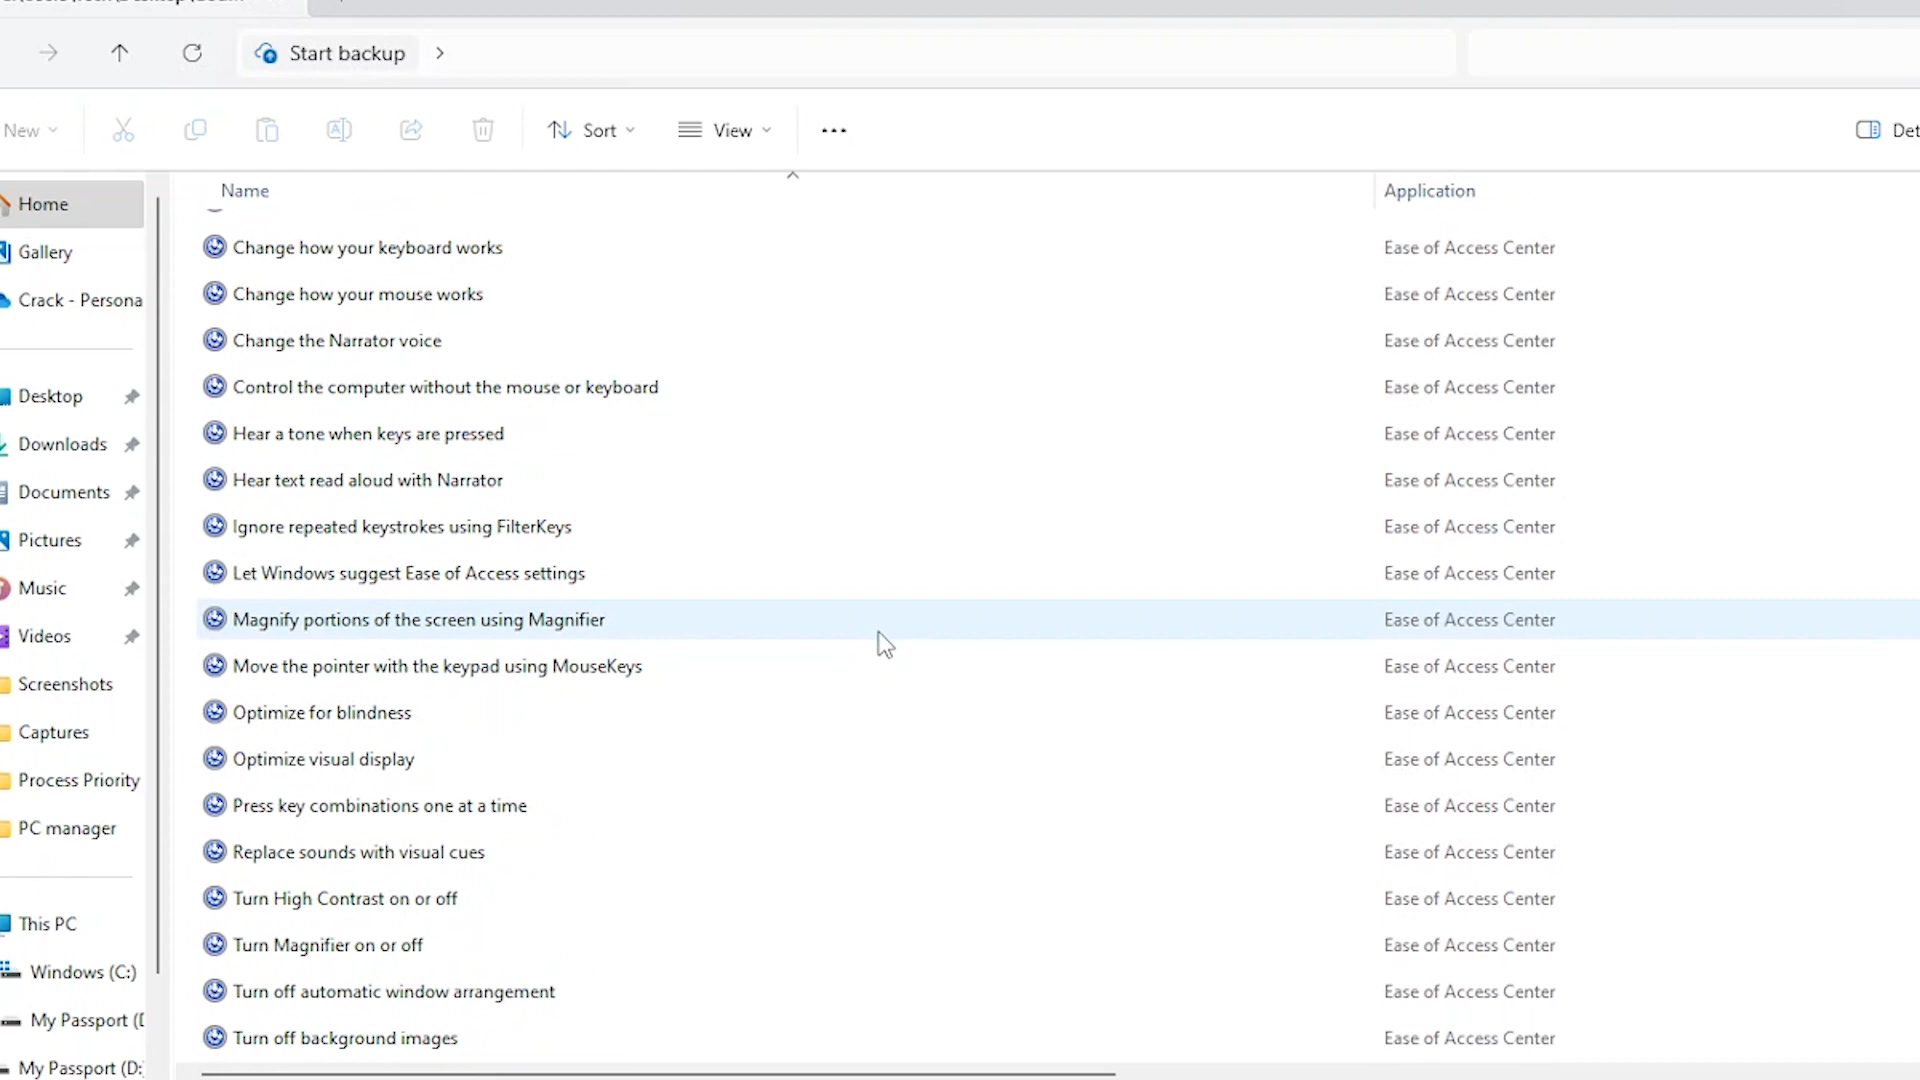 Start backup
New
Sort
View
Det
Name
Application
Home
Gallery
Crack - Persona
Desktop
Downloads
Documents
Pictures
Music
Videos
Screenshots
Captures
Process Priority
PC manager
This PC
Windows (C:)
My Passport (D
My Passport (D:
Change how your keyboard works Ease of Access Center
Change how your mouse works Ease of Access Center
Change the Narrator voice Ease of Access Center
Control the computer without the mouse or keyboard Ease of Access Center
Hear a tone when keys are pressed Ease of Access Center
Hear text read aloud with Narrator Ease of Access Center
Ignore repeated keystrokes using FilterKeys Ease of Access Center
Let Windows suggest Ease of Access settings Ease of Access Center
Magnify portions of the screen using Magnifier Ease of Access Center
Move the pointer with the keypad using MouseKeys Ease of Access Center
Optimize for blindness Ease of Access Center
Optimize visual display Ease of Access Center
Press key combinations one at a time Ease of Access Center
Replace sounds with visual cues Ease of Access Center
Turn High Contrast on or off Ease of Access Center
Turn Magnifier on or off Ease of Access Center
Turn off automatic window arrangement Ease of Access Center
Turn off background images Ease of Access Center